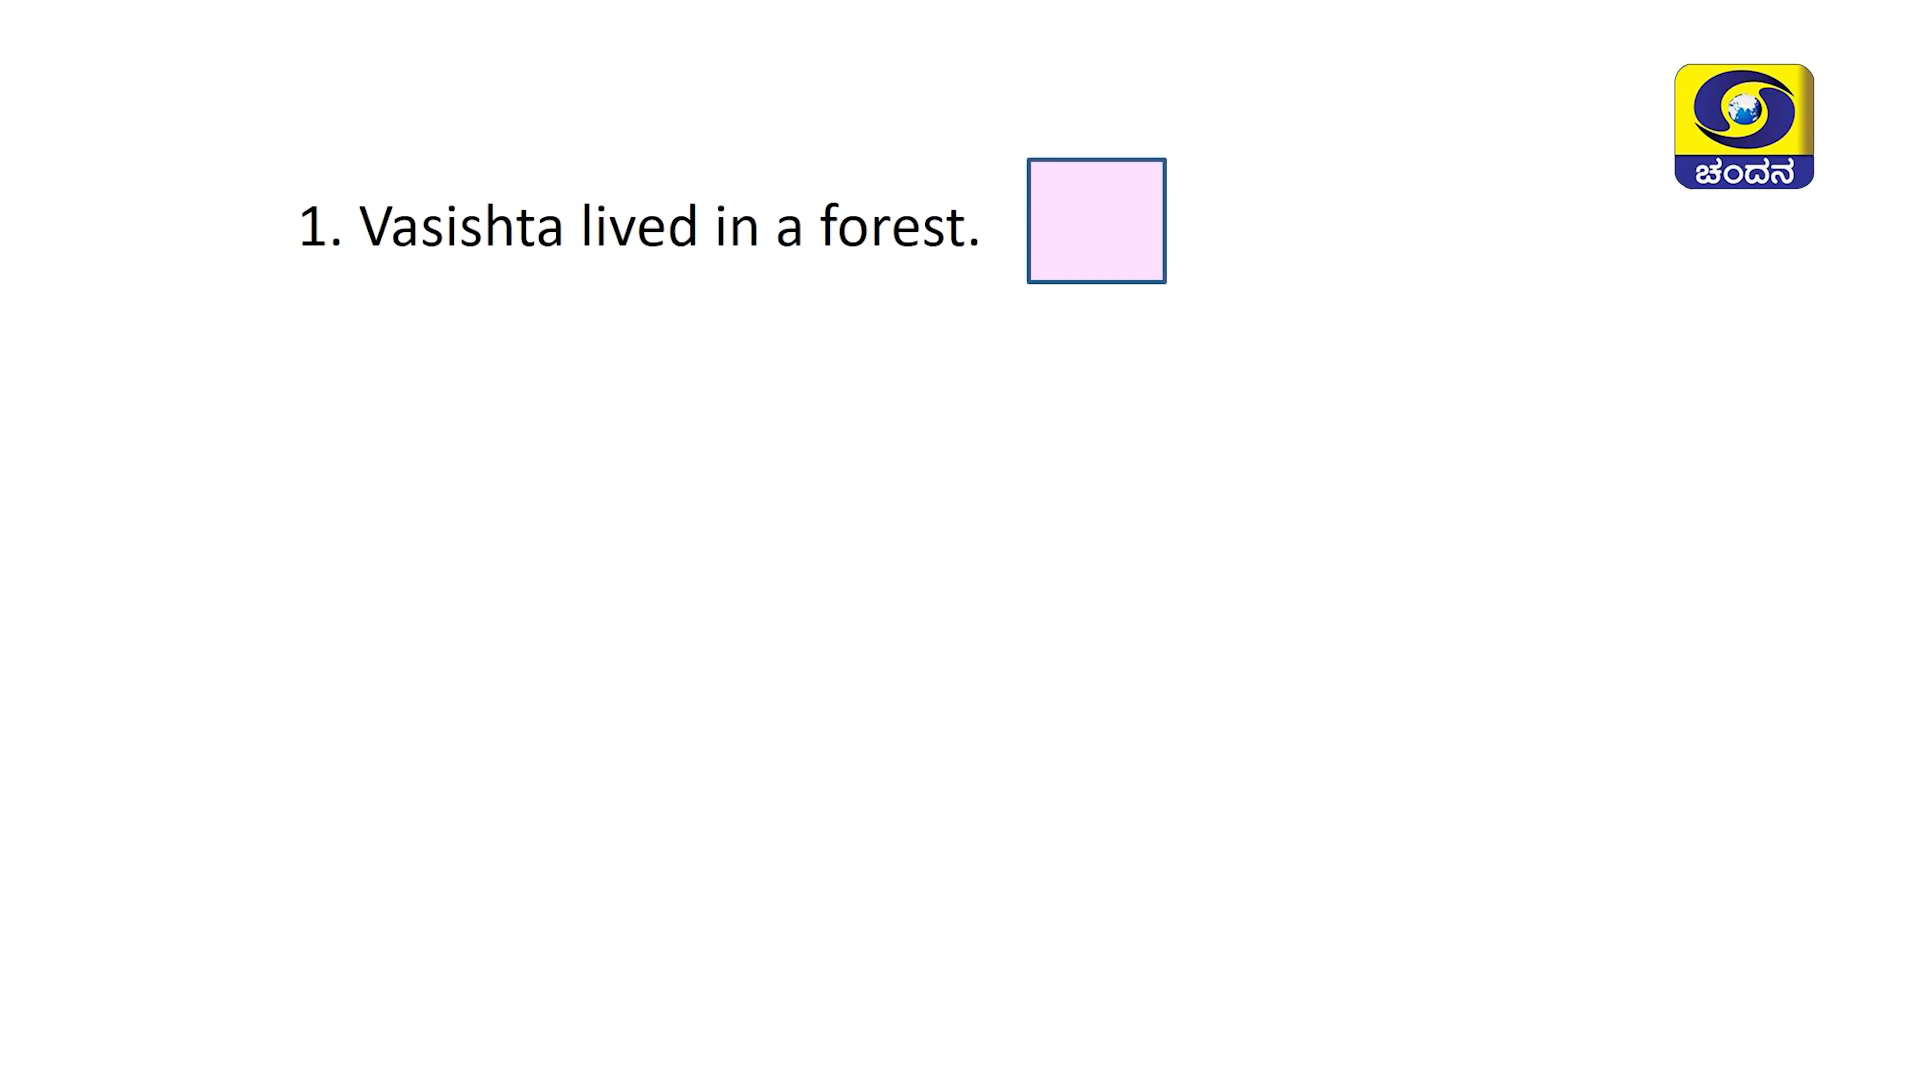 ಚಂದನ
1. Vasishta lived in a forest.